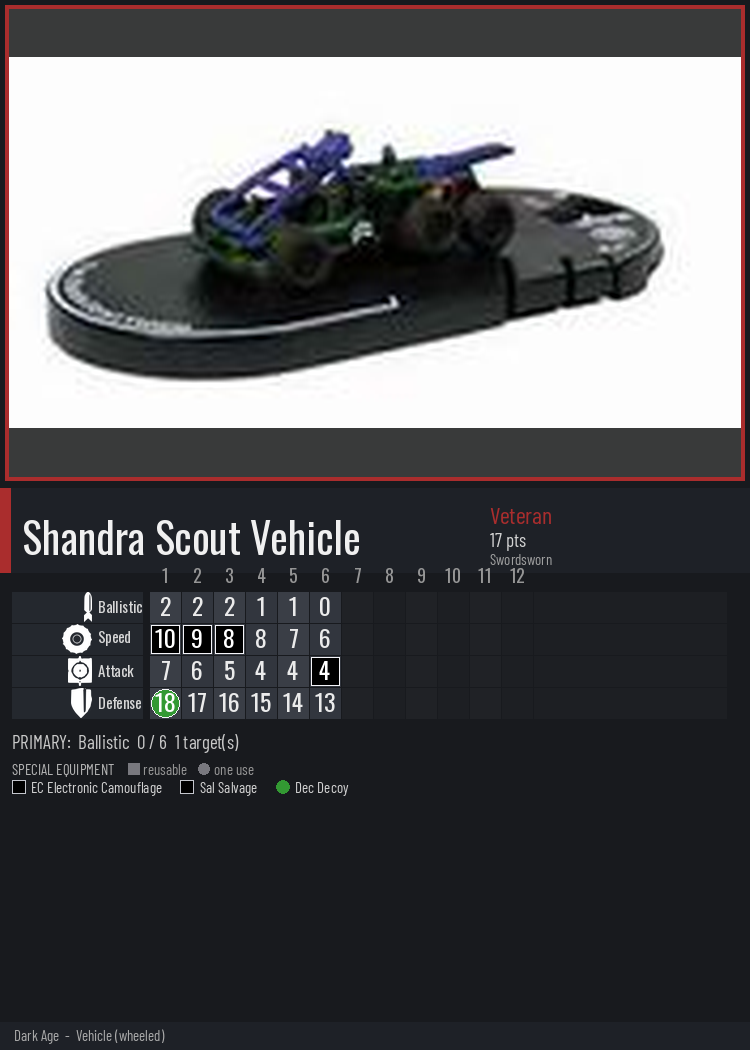 Shandra Scout Vehicle
Veteran
17 pts
Swordsworn
1 2 3 4 5 6 7 8 9 10 11 12
Ballistic 2 2 2 1 1 0
Speed 10 9 8 8 7 6
Attack 7 6 5 4 4 4
Defense 18 17 16 15 14 13
PRIMARY: Ballistic 0 / 6 1 target(s)
SPECIAL EQUIPMENT reusable one use
EC Electronic Camouflage Sal Salvage Dec Decoy
Dark Age - Vehicle (wheeled)